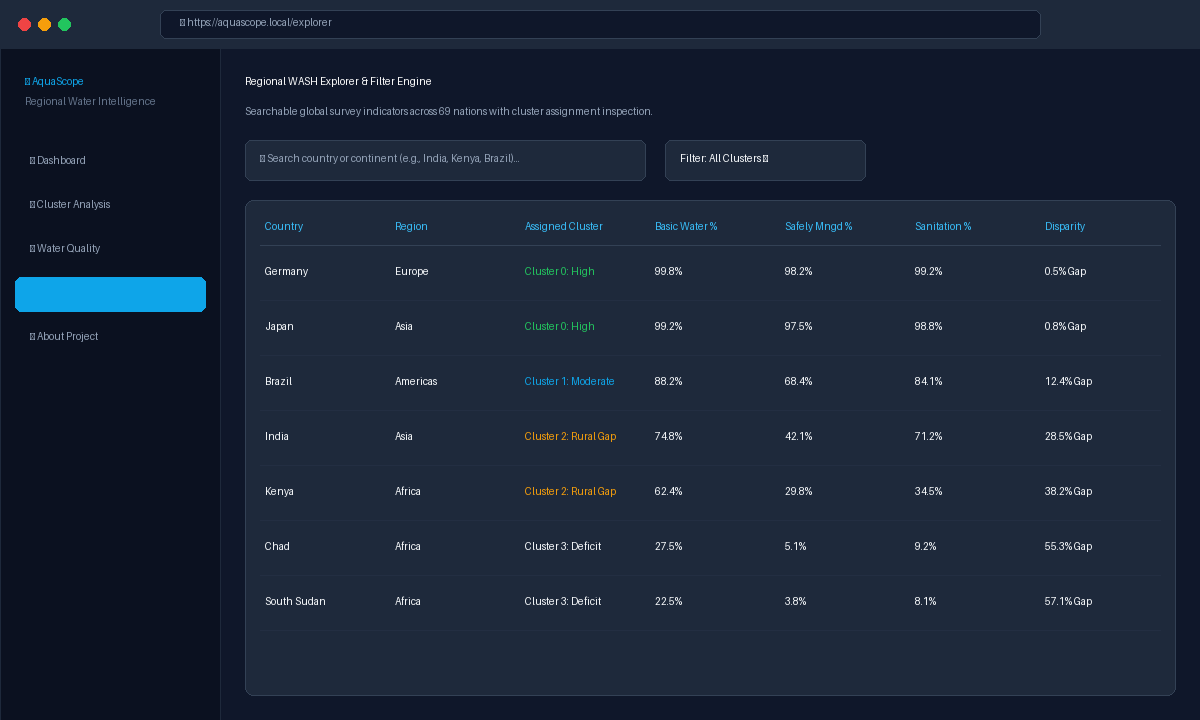 https://aquascope.local/explorer
AquaScope
Regional Water Intelligence
Dashboard
Cluster Analysis
Water Quality
About Project
Regional WASH Explorer & Filter Engine
Searchable global survey indicators across 69 nations with cluster assignment inspection.
Search country or continent (e.g., India, Kenya, Brazil)...
Filter: All Clusters
Country Region Assigned Cluster Basic Water % Safely Mngd % Sanitation % Disparity
Germany Europe Cluster 0: High 99.8% 98.2% 99.2% 0.5% Gap
Japan Asia Cluster 0: High 99.2% 97.5% 98.8% 0.8% Gap
Brazil Americas Cluster 1: Moderate 88.2% 68.4% 84.1% 12.4% Gap
India Asia Cluster 2: Rural Gap 74.8% 42.1% 71.2% 28.5% Gap
Kenya Africa Cluster 2: Rural Gap 62.4% 29.8% 34.5% 38.2% Gap
Chad Africa Cluster 3: Deficit 27.5% 5.1% 9.2% 55.3% Gap
South Sudan Africa Cluster 3: Deficit 22.5% 3.8% 8.1% 57.1% Gap